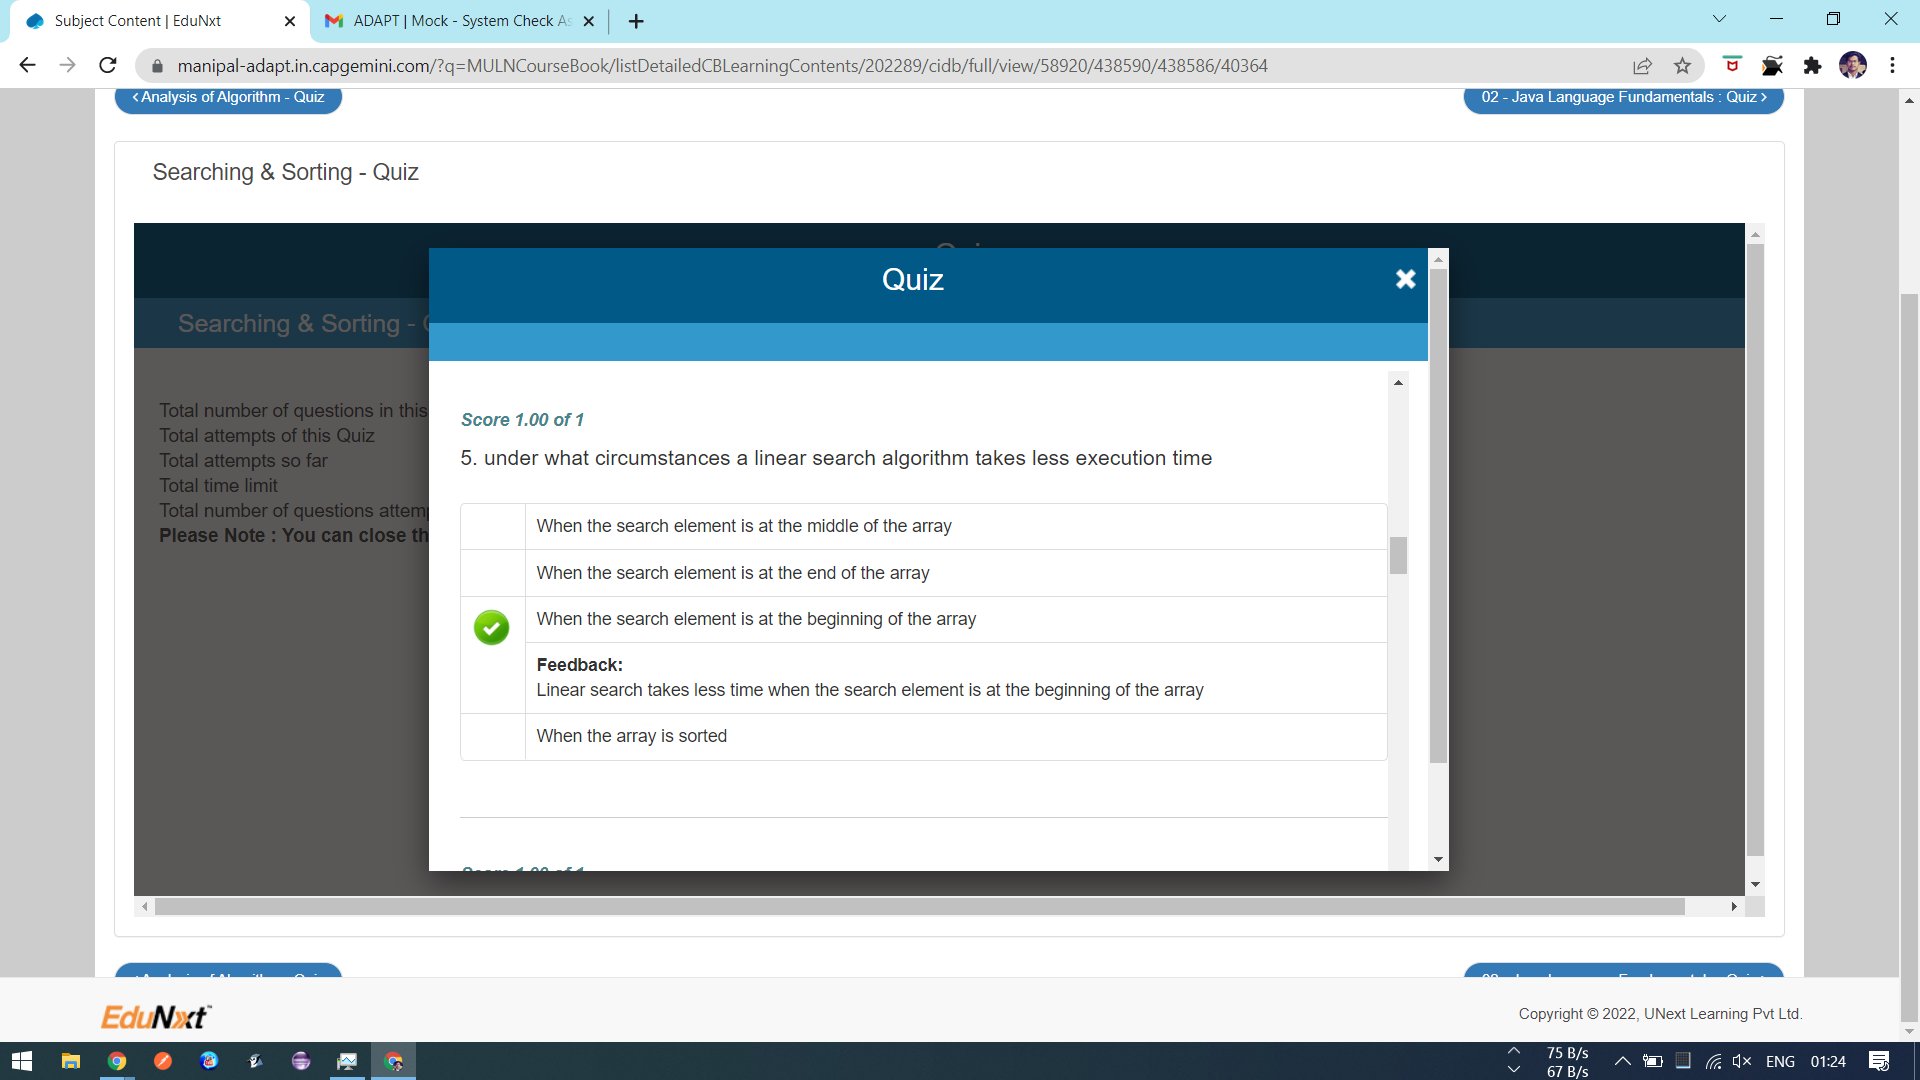 Subject Content | EduNxt
ADAPT | Mock - System Check As
manipal-adapt.in.capgemini.com/?q=MULNCourseBook/listDetailedCBLearningContents/202289/cidb/full/view/58920/438590/438586/40364
Analysis of Algorithm - Quiz
02 - Java Language Fundamentals : Quiz
Searching & Sorting - Quiz
Quiz
Searching & Sorting -
Total number of questions in this
Total attempts of this Quiz
Total attempts so far
Total time limit
Total number of questions attemp
Please Note : You can close th
Score 1.00 of 1
5. under what circumstances a linear search algorithm takes less execution time
When the search element is at the middle of the array
When the search element is at the end of the array
When the search element is at the beginning of the array
Feedback:
Linear search takes less time when the search element is at the beginning of the array
When the array is sorted
Score 1.00 of 1
EduNxt
Copyright © 2022, UNext Learning Pvt Ltd.
75 B/s
67 B/s
ENG
01:24